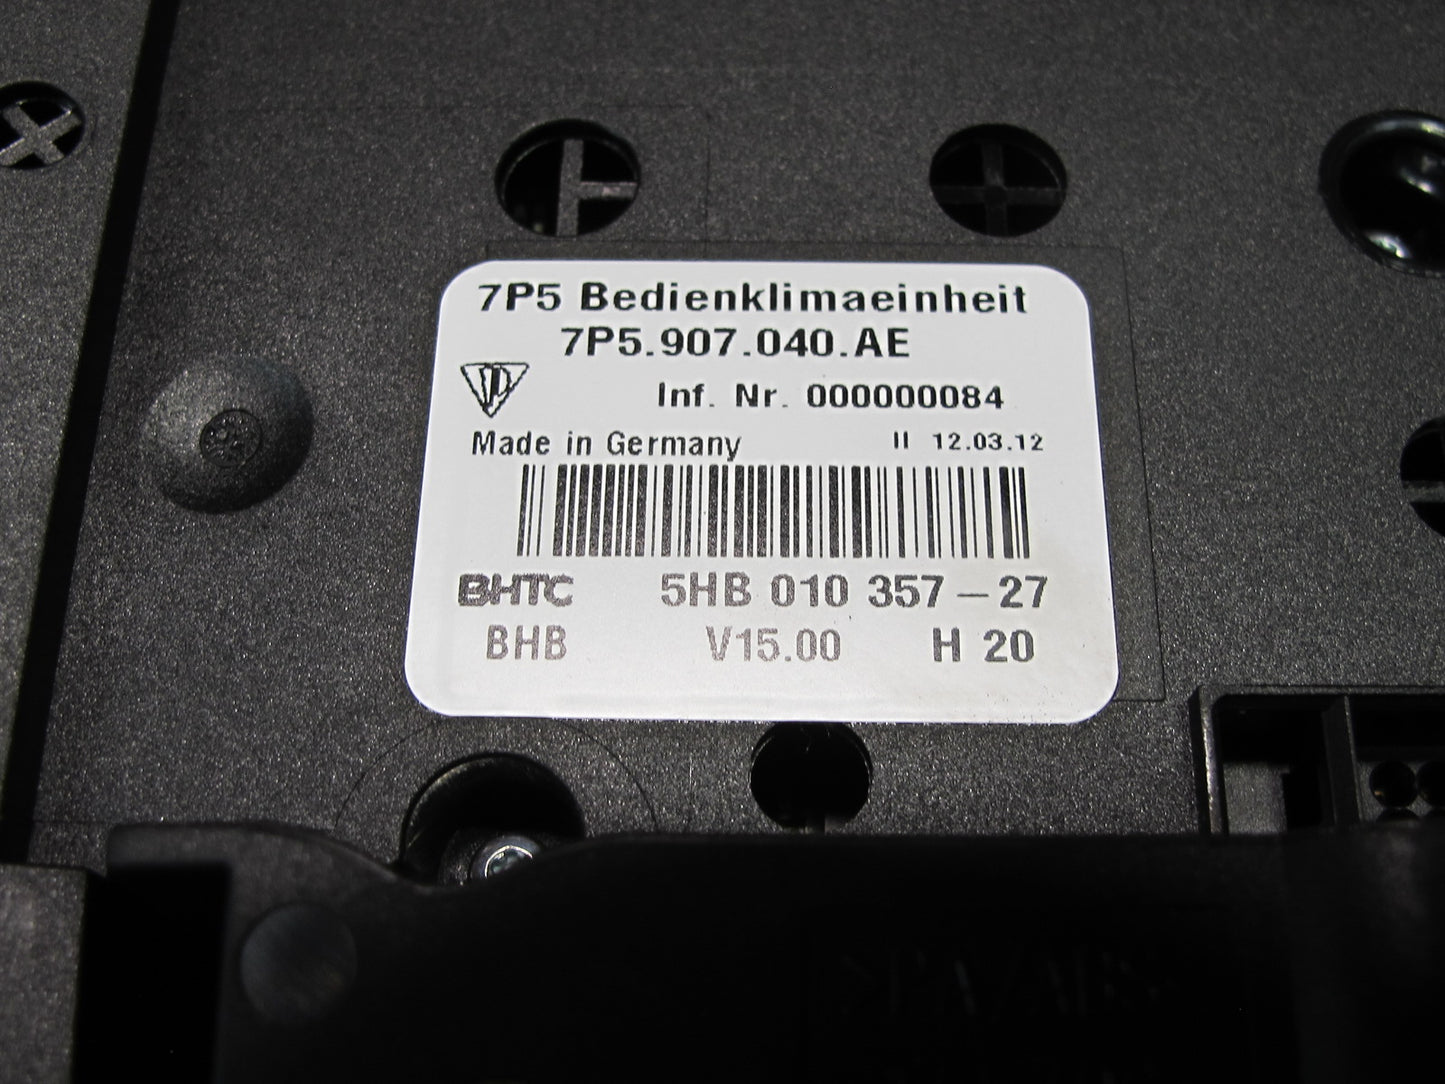 7P5 Bedienklimaeinheit
7P5.907.040.AE
Inf. Nr. 000000084
Made in Germany II 12.03.12
BHTC 5HB 010 357-27
BHB V15.00 H 20